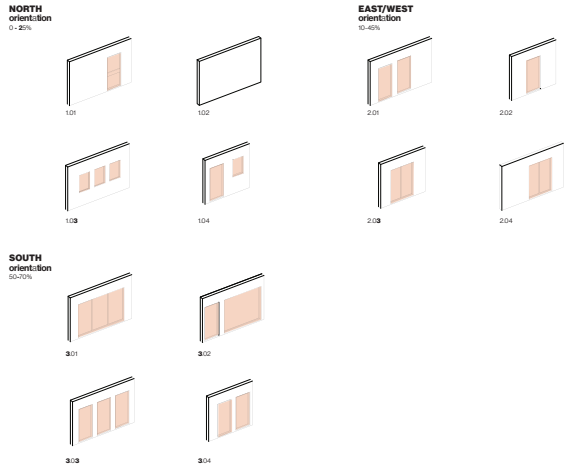 NORTH
orientation
0 - 25%
1.01
1.02
1.03
1.04
EAST/WEST
orientation
10-45%
2.01
2.02
2.03
2.04
SOUTH
orientation
50-70%
3.01
3.02
3.03
3.04